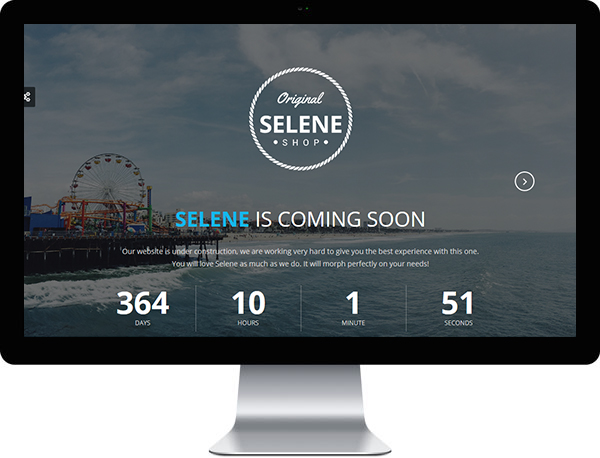 Original
SELENE
• SHOP •
SELENE IS COMING SOON
Our website is under construction, we are working very hard to give you the best experience with this one.
You will love Selene as much as we do. It will morph perfectly on your needs!
364 10 1 51
DAYS HOURS MINUTE SECONDS